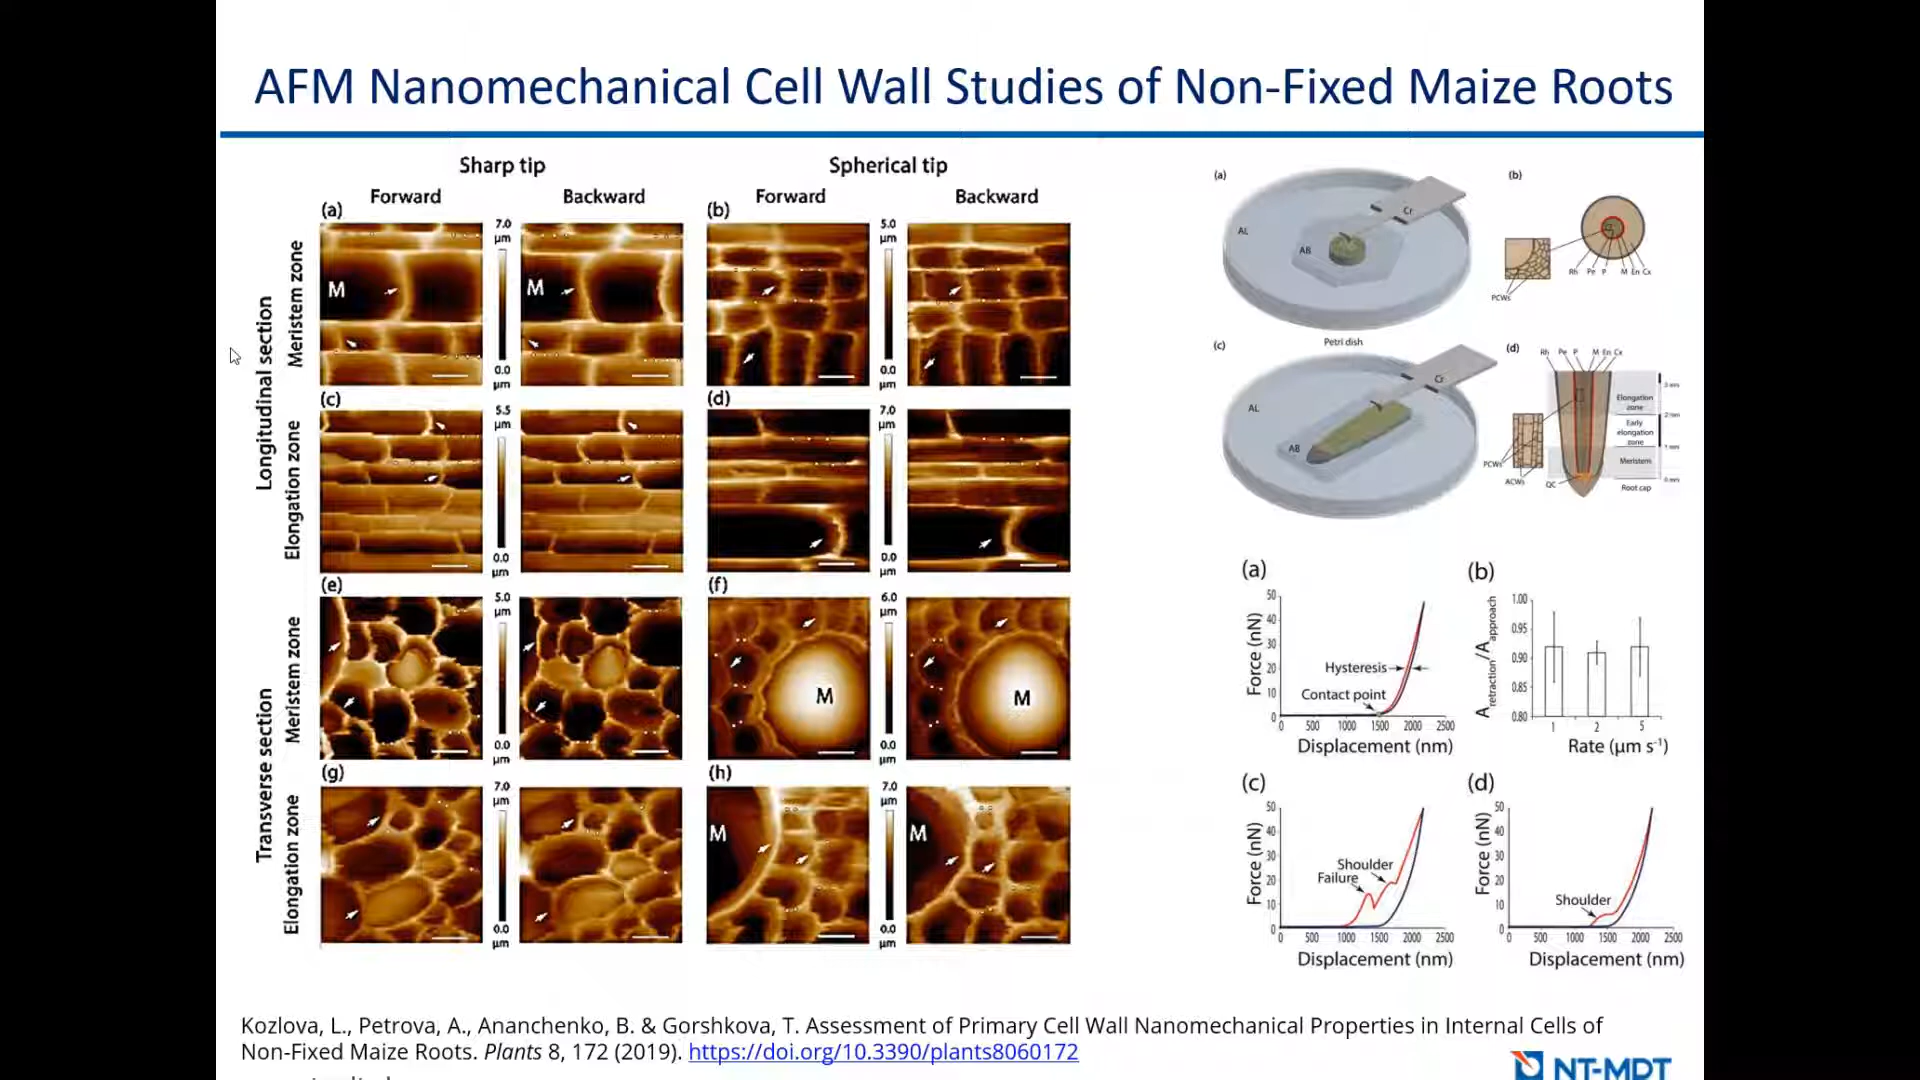 AFM Nanomechanical Cell Wall Studies of Non-Fixed Maize Roots
Sharp tip
Spherical tip
Forward
Backward
Forward
Backward
Longitudinal section
Transverse section
Meristem zone
Elongation zone
Meristem zone
Elongation zone
(a)
M
7.0
µm
0.0
µm
M
(b)
5.0
µm
0.0
µm
(c)
5.5
µm
0.0
µm
(d)
7.0
µm
0.0
µm
(e)
5.0
µm
0.0
µm
(f)
M
6.0
µm
0.0
µm
M
(g)
7.0
µm
0.0
µm
(h)
M
7.0
µm
0.0
µm
M
(a)
AL
AB
Cr
Petri dish
(b)
PCWs
Rh Pe P M En Cx
(c)
AL
AB
Cr
(d)
Rh Pe P M En Cx
Elongation
zone
Early
elongation
zone
Meristem
Root cap
3 mm
2 mm
1 mm
0 mm
PCWs
ACWs
QC
(a)
Force (nN)
50
40
30
20
10
0
Hysteresis
Contact point
0 500 1000 1500 2000 2500
Displacement (nm)
(b)
Aretraction/Aapproach
1.00
0.95
0.90
0.85
0.80
1 2 5
Rate (µm s-1)
(c)
Force (nN)
50
40
30
20
10
0
Shoulder
Failure
0 500 1000 1500 2000 2500
Displacement (nm)
(d)
Force (nN)
50
40
30
20
10
0
Shoulder
0 500 1000 1500 2000 2500
Displacement (nm)
Kozlova, L., Petrova, A., Ananchenko, B. & Gorshkova, T. Assessment of Primary Cell Wall Nanomechanical Properties in Internal Cells of
Non-Fixed Maize Roots. Plants 8, 172 (2019). https://doi.org/10.3390/plants8060172
NT-MDT